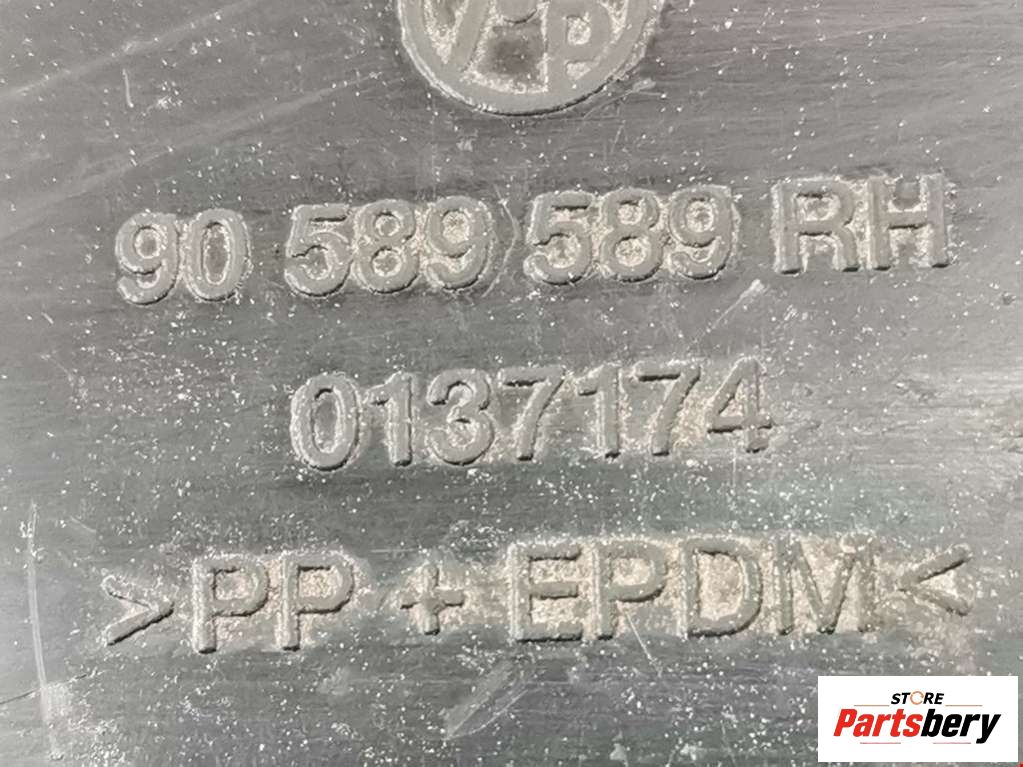 90 589 589 RH
0137174
>PP + EPDM<
STORE
Partsbery